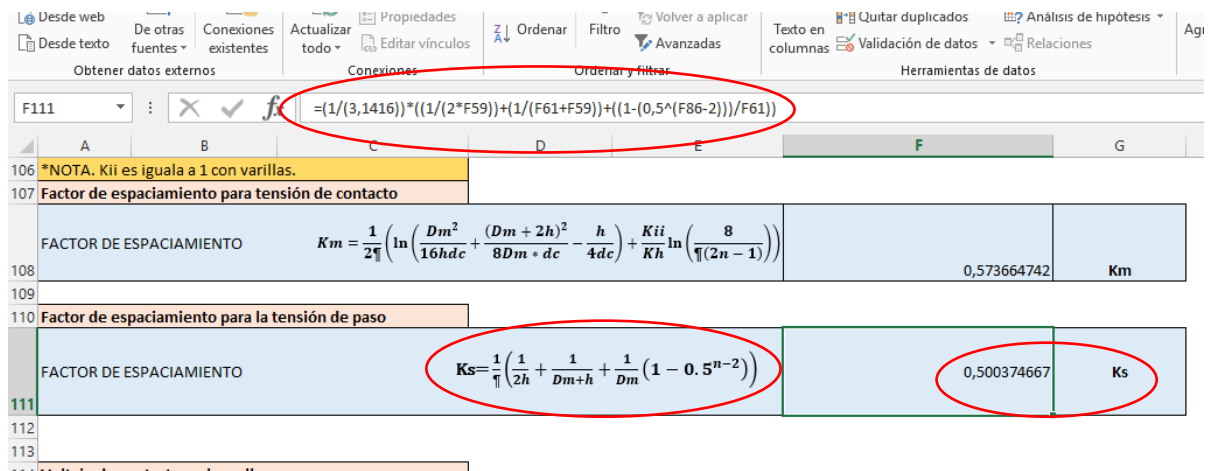 Desde web
De otras fuentes
Conexiones existentes
Actualizar todo
Propiedades
Editar vínculos
Ordenar
Filtro
Volver a aplicar
Avanzadas
Texto en columnas
Quitar duplicados
Validación de datos
Análisis de hipótesis
Relaciones
Desde texto
Obtener datos externos
Conexiones
Ordenar y filtrar
Herramientas de datos
F111
fx
=(1/(3,1416))*((1/(2*F59))+(1/(F61+F59))+((1-(0,5^(F86-2)))/F61))
A B C D E F G
106 *NOTA. Kii es iguala a 1 con varillas.
107 Factor de espaciamiento para tensión de contacto
108 FACTOR DE ESPACIAMIENTO Km = 1/2¶ (ln(Dm²/16hdc + (Dm + 2h)²/8Dm * dc − h/4dc) + Kii/Kh ln(8/¶(2n − 1))) 0,573664742 Km
109
110 Factor de espaciamiento para la tensión de paso
111 FACTOR DE ESPACIAMIENTO Ks=1/¶ (1/2h + 1/Dm+h + 1/Dm (1 − 0.5ⁿ⁻²)) 0,500374667 Ks
112
113